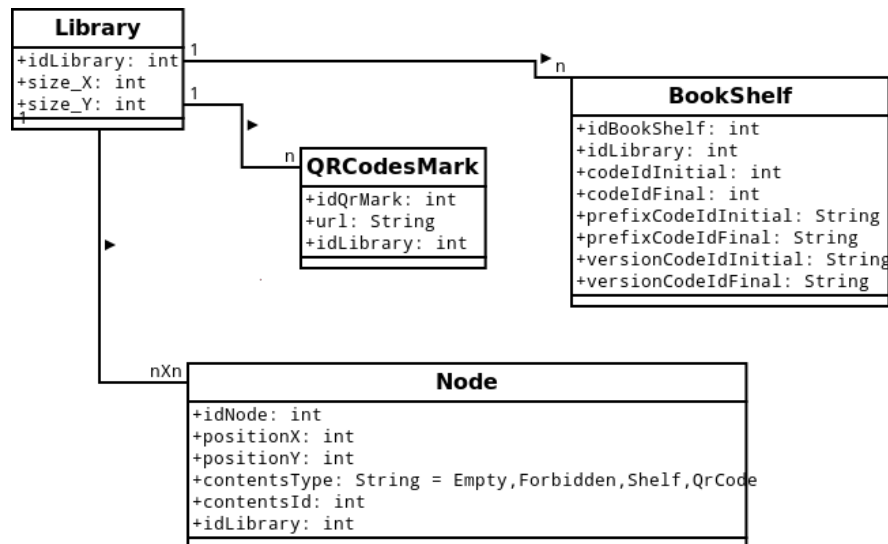 Library
+idLibrary: int
+size_X: int
+size_Y: int
1
1
n
1
n
BookShelf
+idBookShelf: int
+idLibrary: int
+codeIdInitial: int
+codeIdFinal: int
+prefixCodeIdInitial: String
+prefixCodeIdFinal: String
+versionCodeIdInitial: String
+versionCodeIdFinal: String
QRCodesMark
+idQrMark: int
+url: String
+idLibrary: int
nXn
Node
+idNode: int
+positionX: int
+positionY: int
+contentsType: String = Empty,Forbidden,Shelf,QrCode
+contentsId: int
+idLibrary: int